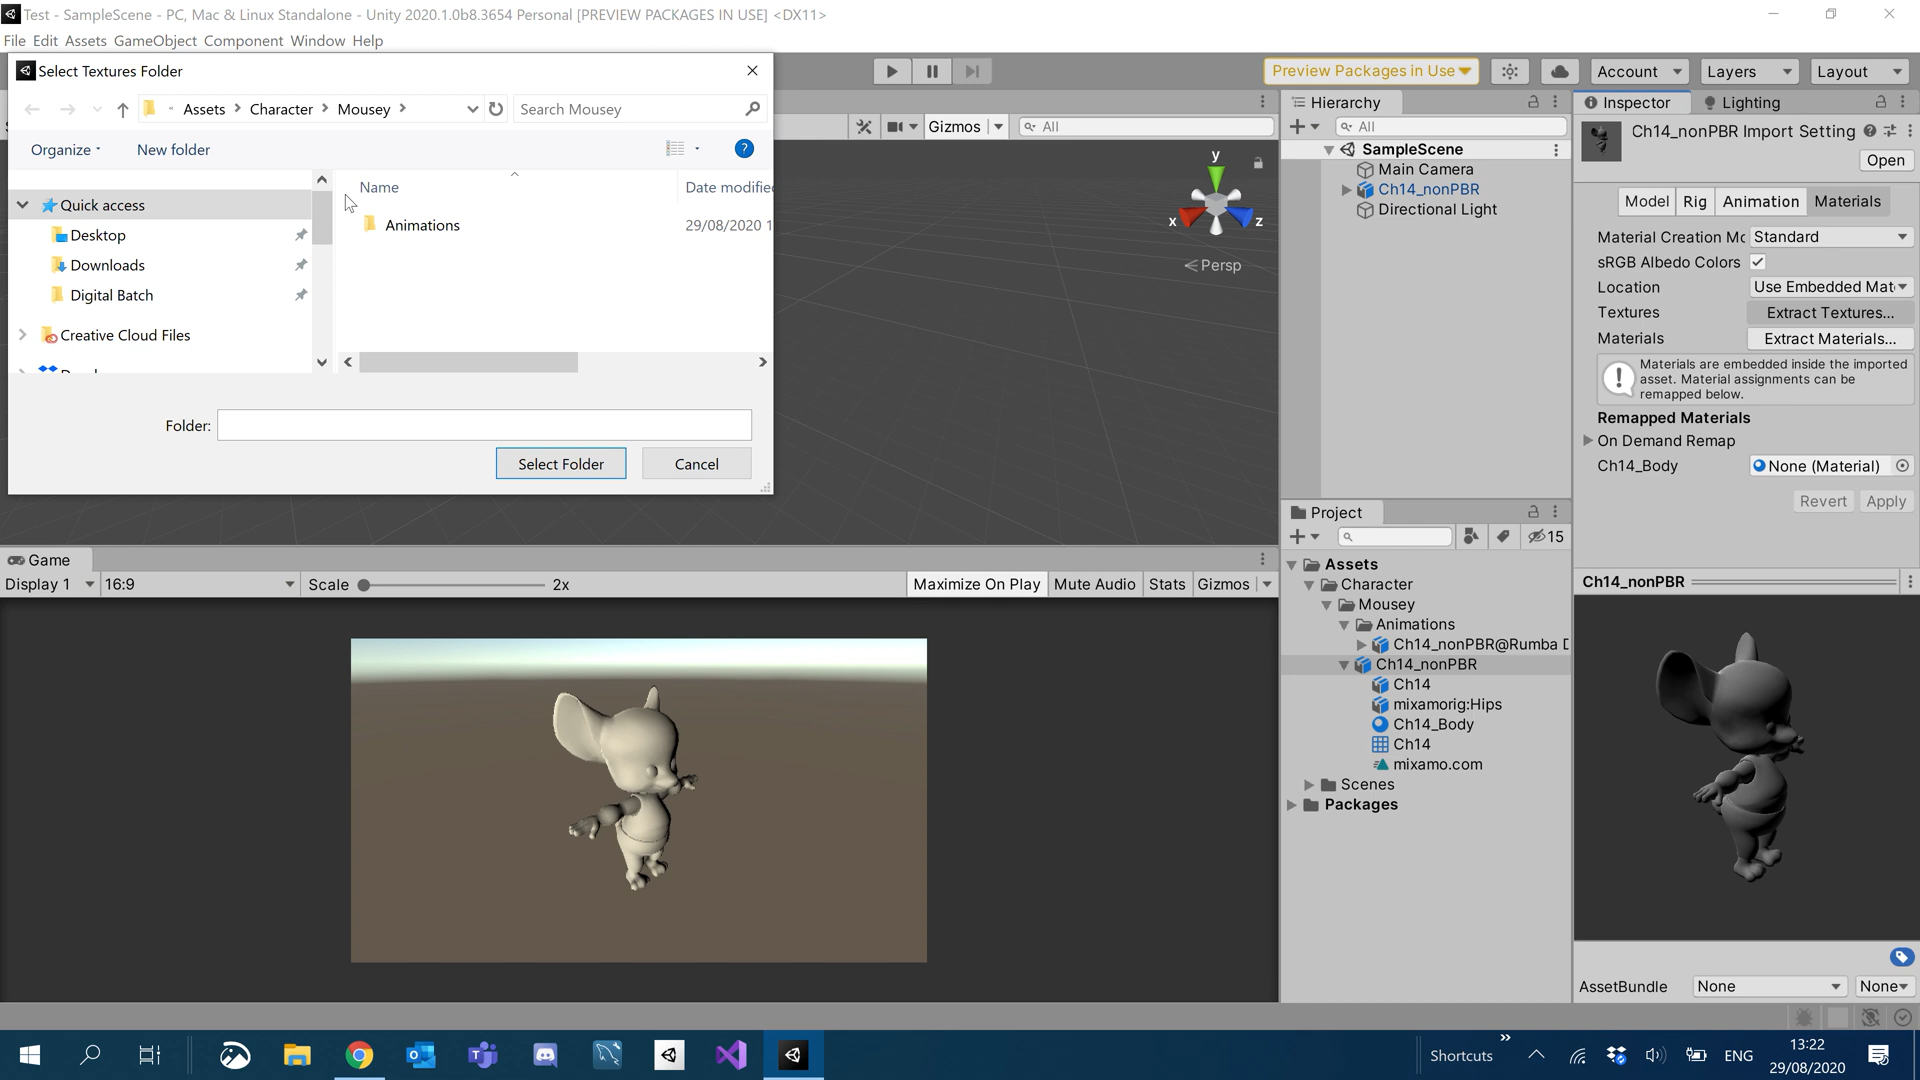 Test - SampleScene - PC, Mac & Linux Standalone - Unity 2020.1.0b8.3654 Personal [PREVIEW PACKAGES IN USE] <DX11>
File Edit Assets GameObject Component Window Help
Select Textures Folder
Assets > Character > Mousey >
Search Mousey
Organize
New folder
Name
Date modified
Quick access
Animations
29/08/2020 1
Desktop
Downloads
Digital Batch
Creative Cloud Files
Folder:
Select Folder
Cancel
Preview Packages in Use
Account
Layers
Layout
Gizmos
All
y
x
z
Persp
Hierarchy
All
SampleScene
Main Camera
Ch14_nonPBR
Directional Light
Inspector
Lighting
Ch14_nonPBR Import Setting
Open
Model
Rig
Animation
Materials
Material Creation Mo
Standard
sRGB Albedo Colors
Location
Use Embedded Mat
Textures
Extract Textures...
Materials
Extract Materials...
Materials are embedded inside the imported
asset. Material assignments can be
remapped below.
Remapped Materials
On Demand Remap
Ch14_Body
None (Material)
Revert
Apply
Game
Display 1
16:9
Scale
2x
Maximize On Play
Mute Audio
Stats
Gizmos
Project
15
Assets
Character
Mousey
Animations
Ch14_nonPBR@Rumba D
Ch14_nonPBR
Ch14
mixamorig:Hips
Ch14_Body
Ch14
mixamo.com
Scenes
Packages
Ch14_nonPBR
AssetBundle
None
None
Shortcuts
ENG
13:22
29/08/2020